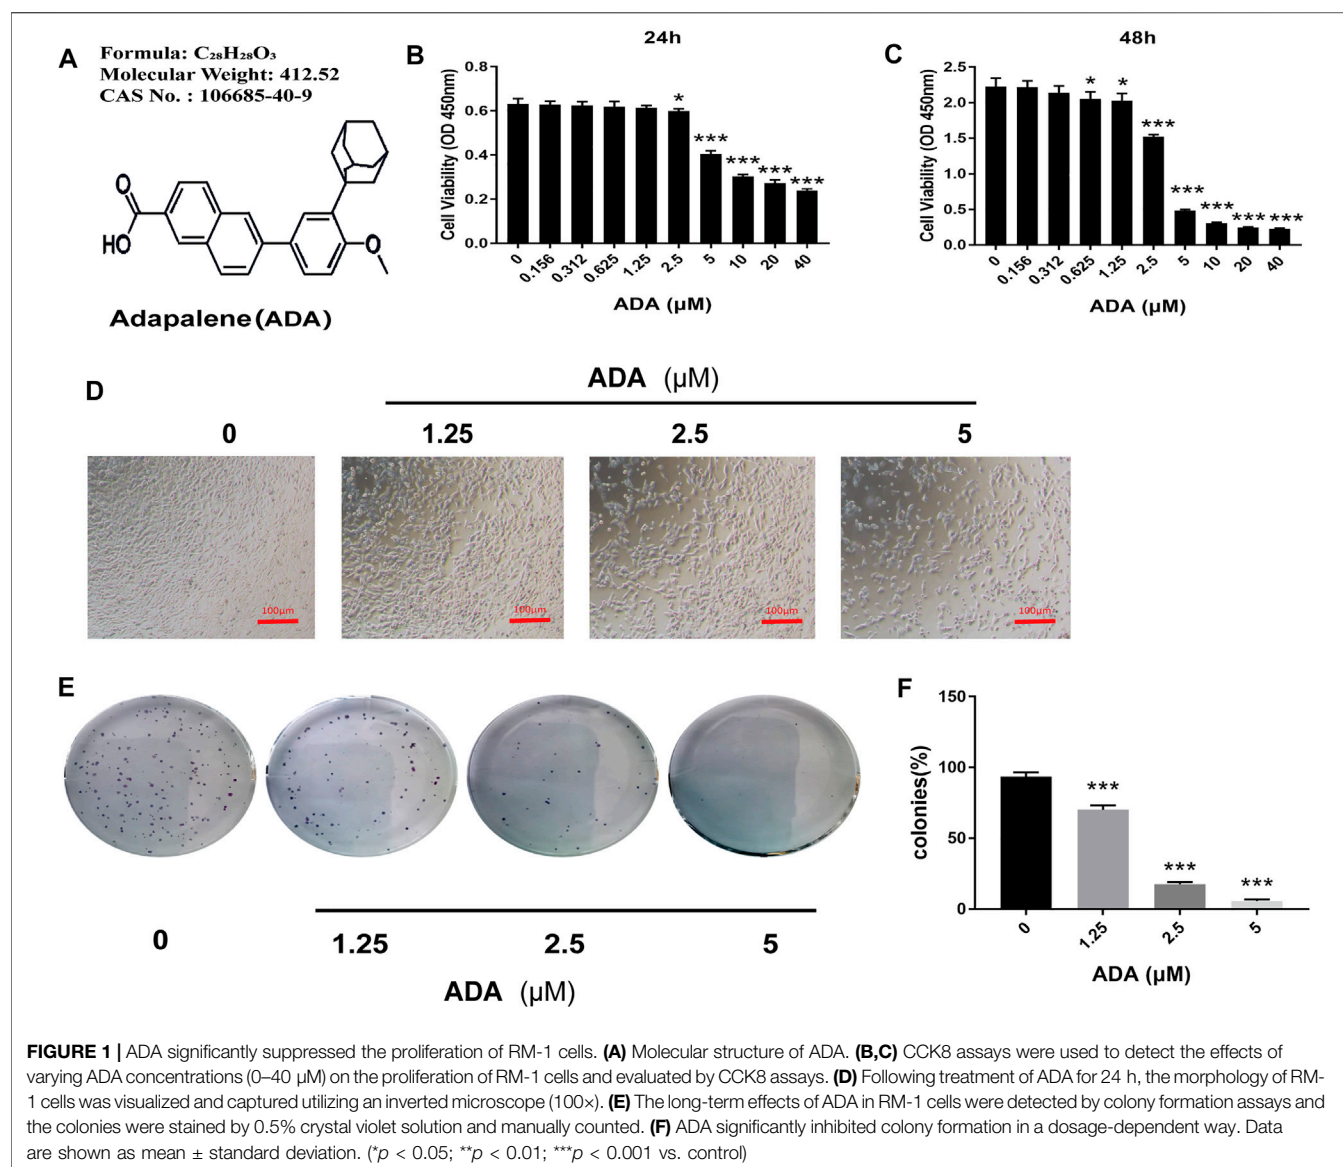 A
Formula: C₂₈H₂₈O₃
Molecular Weight: 412.52
CAS No. : 106685-40-9
O
HO
O
Adapalene(ADA)
B
24h
Cell Viability (OD 450nm)
0.8
0.6
0.4
0.2
0.0
*
***
***
***
***
0 0.156 0.312 0.625 1.25 2.5 5 10 20 40
ADA (μM)
C
48h
Cell Viability (OD 450nm)
2.5
2.0
1.5
1.0
0.5
0.0
*
*
***
***
***
***
***
0 0.156 0.312 0.625 1.25 2.5 5 10 20 40
ADA (μM)
D
ADA (μM)
0 1.25 2.5 5
100μm 100μm 100μm 100μm
E
0 1.25 2.5 5
ADA (μM)
F
colonies(%)
150
100
50
0
***
***
***
0 1.25 2.5 5
ADA (μM)
FIGURE 1 | ADA significantly suppressed the proliferation of RM-1 cells. (A) Molecular structure of ADA. (B,C) CCK8 assays were used to detect the effects of
varying ADA concentrations (0–40 μM) on the proliferation of RM-1 cells and evaluated by CCK8 assays. (D) Following treatment of ADA for 24 h, the morphology of RM-
1 cells was visualized and captured utilizing an inverted microscope (100×). (E) The long-term effects of ADA in RM-1 cells were detected by colony formation assays and
the colonies were stained by 0.5% crystal violet solution and manually counted. (F) ADA significantly inhibited colony formation in a dosage-dependent way. Data
are shown as mean ± standard deviation. (*p < 0.05; **p < 0.01; ***p < 0.001 vs. control)